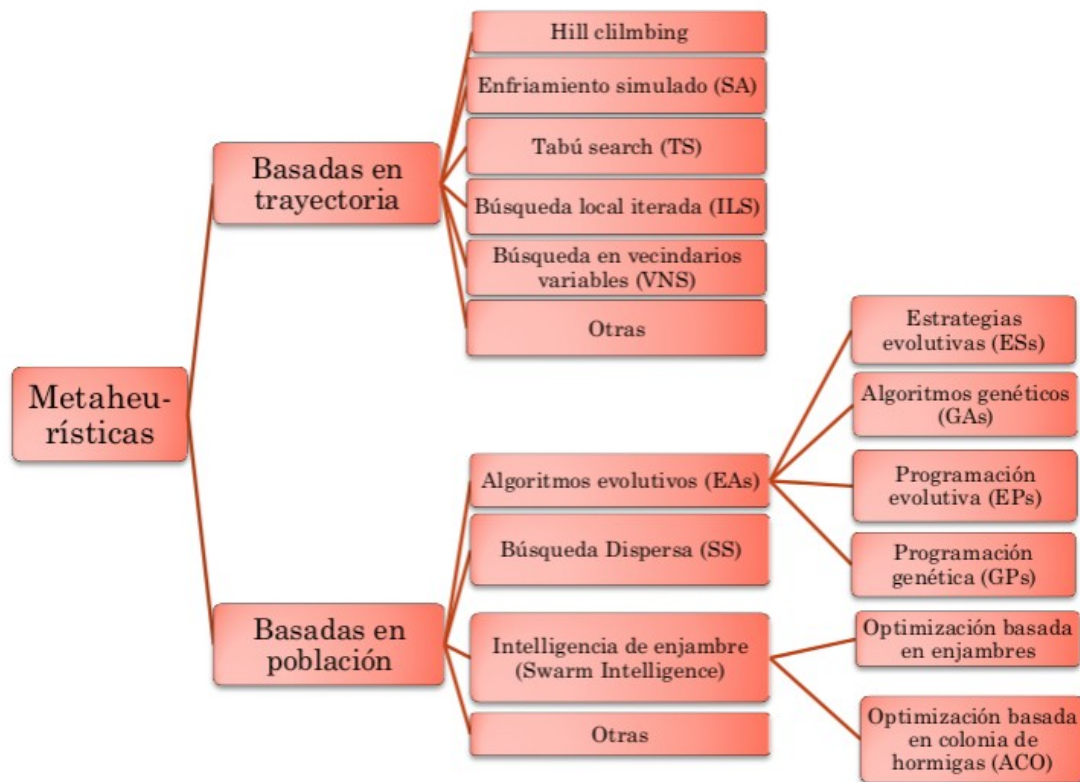 Hill clilmbing
Enfriamiento simulado (SA)
Tabú search (TS)
Basadas en
trayectoria
Búsqueda local iterada (ILS)
Búsqueda en vecindarios
variables (VNS)
Otras
Metaheu-
rísticas
Estrategias
evolutivas (ESs)
Algoritmos genéticos
(GAs)
Algoritmos evolutivos (EAs)
Programación
evolutiva (EPs)
Búsqueda Dispersa (SS)
Programación
genética (GPs)
Basadas en
población
Intelligencia de enjambre
(Swarm Intelligence)
Optimización basada
en enjambres
Otras
Optimización basada
en colonia de
hormigas (ACO)